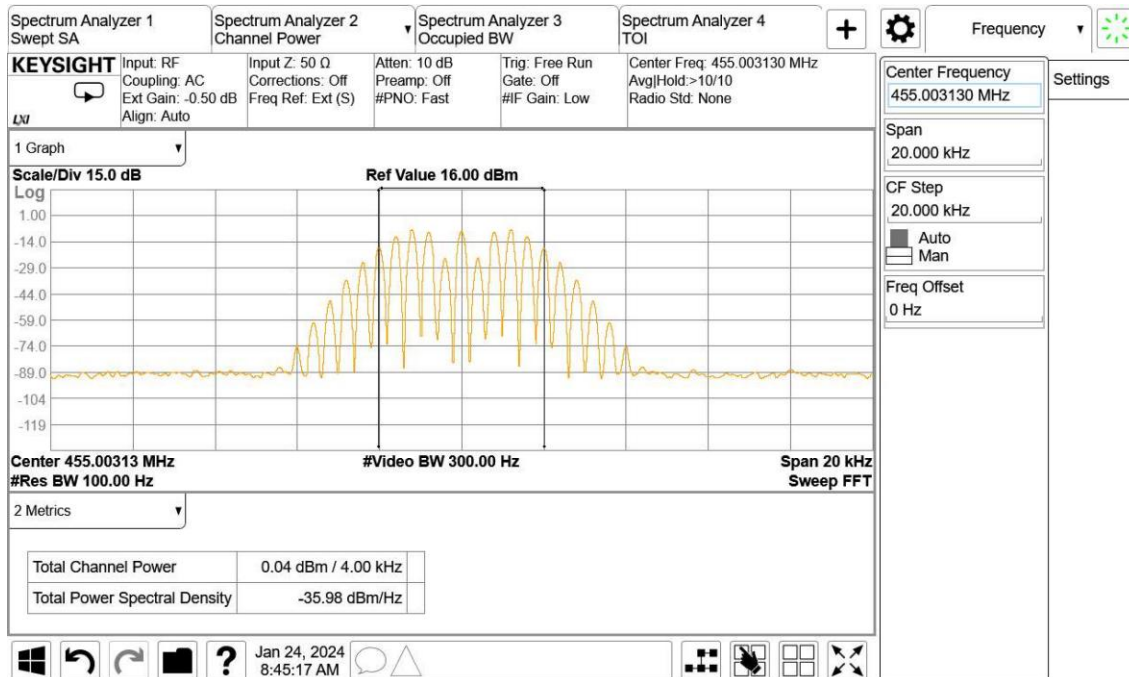 Spectrum Analyzer 1
Swept SA
Spectrum Analyzer 2
Channel Power
Spectrum Analyzer 3
Occupied BW
Spectrum Analyzer 4
TOI
+
Frequency
KEYSIGHT
LXI
Input: RF
Coupling: AC
Ext Gain: -0.50 dB
Align: Auto
Input Z: 50 Ω
Corrections: Off
Freq Ref: Ext (S)
Atten: 10 dB
Preamp: Off
#PNO: Fast
Trig: Free Run
Gate: Off
#IF Gain: Low
Center Freq: 455.003130 MHz
Avg|Hold:>10/10
Radio Std: None
Center Frequency
455.003130 MHz
Settings
Span
20.000 kHz
CF Step
20.000 kHz
Auto
Man
Freq Offset
0 Hz
1 Graph
Scale/Div 15.0 dB
Ref Value 16.00 dBm
Log
1.00
-14.0
-29.0
-44.0
-59.0
-74.0
-89.0
-104
-119
Center 455.00313 MHz
#Video BW 300.00 Hz
Span 20 kHz
#Res BW 100.00 Hz
Sweep FFT
2 Metrics
Total Channel Power 0.04 dBm / 4.00 kHz
Total Power Spectral Density -35.98 dBm/Hz
?
Jan 24, 2024
8:45:17 AM